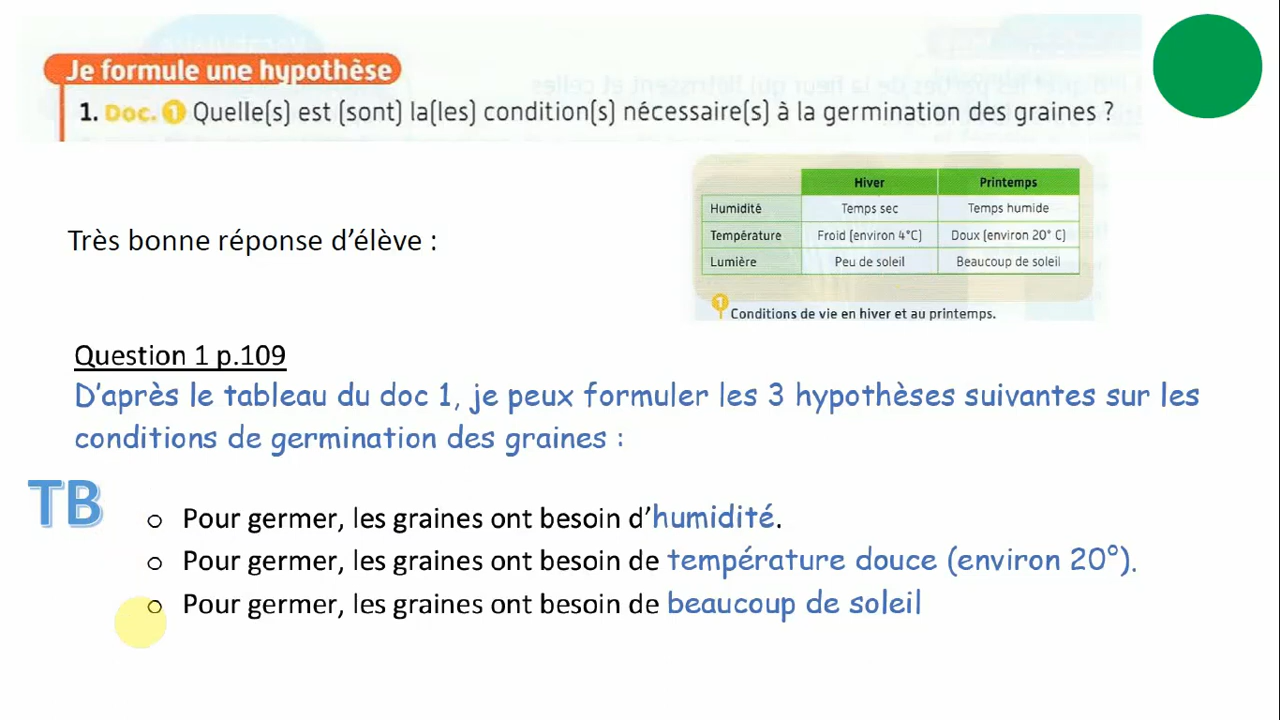 Je formule une hypothèse
1. Doc. 1 Quelle(s) est (sont) la(les) condition(s) nécessaire(s) à la germination des graines ?
Hiver Printemps
Humidité Temps sec Temps humide
Température Froid (environ 4°C) Doux (environ 20° C)
Lumière Peu de soleil Beaucoup de soleil
1 Conditions de vie en hiver et au printemps.
Très bonne réponse d'élève :
Question 1 p.109
D'après le tableau du doc 1, je peux formuler les 3 hypothèses suivantes sur les
conditions de germination des graines :
TB
o Pour germer, les graines ont besoin d'humidité.
o Pour germer, les graines ont besoin de température douce (environ 20°).
o Pour germer, les graines ont besoin de beaucoup de soleil